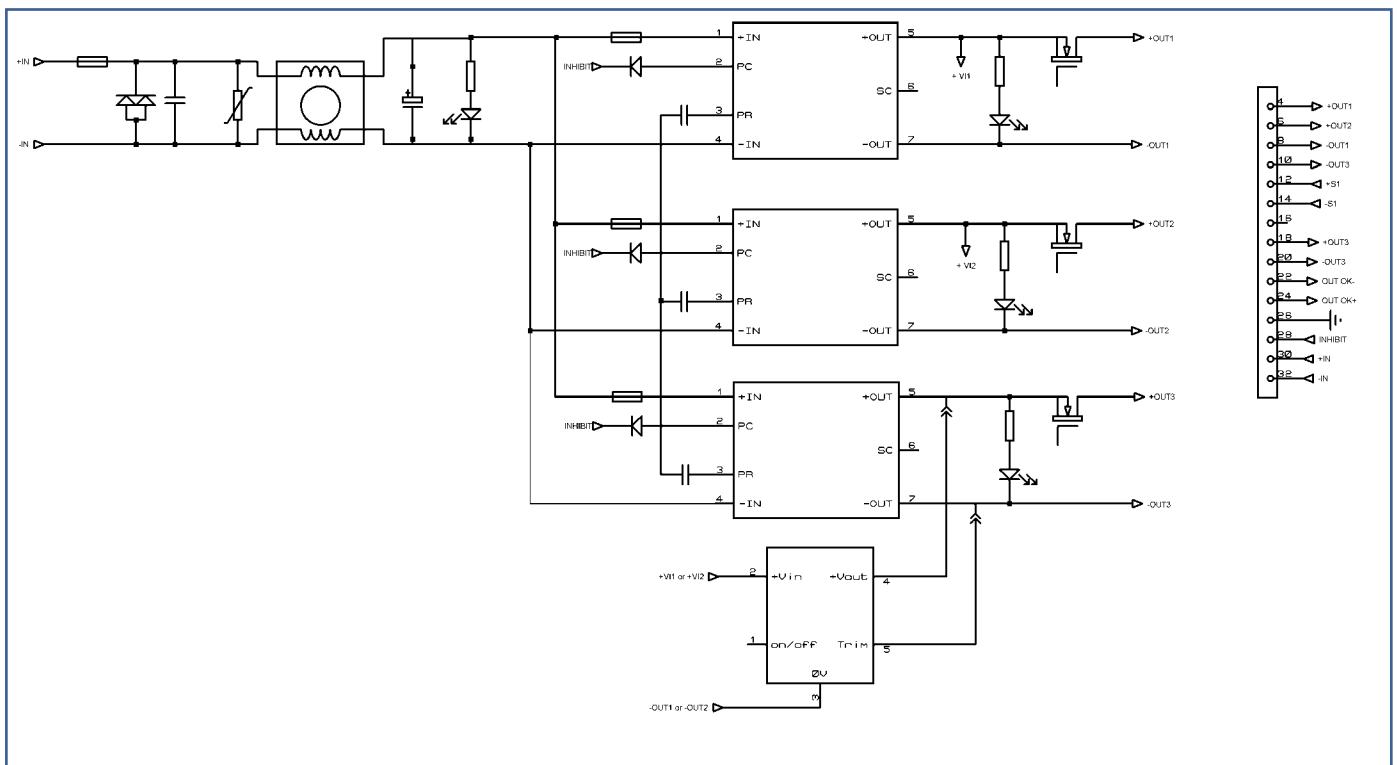 +IN
-IN
1
+IN
INHIBIT
2
PC
3
PR
4
-IN
+OUT
5
+OUT1
+ VI1
SC
6
-OUT
7
-OUT1
1
+IN
INHIBIT
2
PC
3
PR
4
-IN
+OUT
5
+OUT2
+ VI2
SC
6
-OUT
7
-OUT2
1
+IN
INHIBIT
2
PC
3
PR
4
-IN
+OUT
5
+OUT3
SC
6
-OUT
7
-OUT3
+VI1 or +VI2
2
+Vin
+Vout
4
1
on/off
Trim
5
0V
3
-OUT1 or -OUT2
4 +OUT1
6 +OUT2
8 -OUT1
10 -OUT3
12 +S1
14 -S1
16
18 +OUT3
20 -OUT3
22 OUT OK-
24 OUT OK+
26
28 INHIBIT
30 +IN
32 -IN